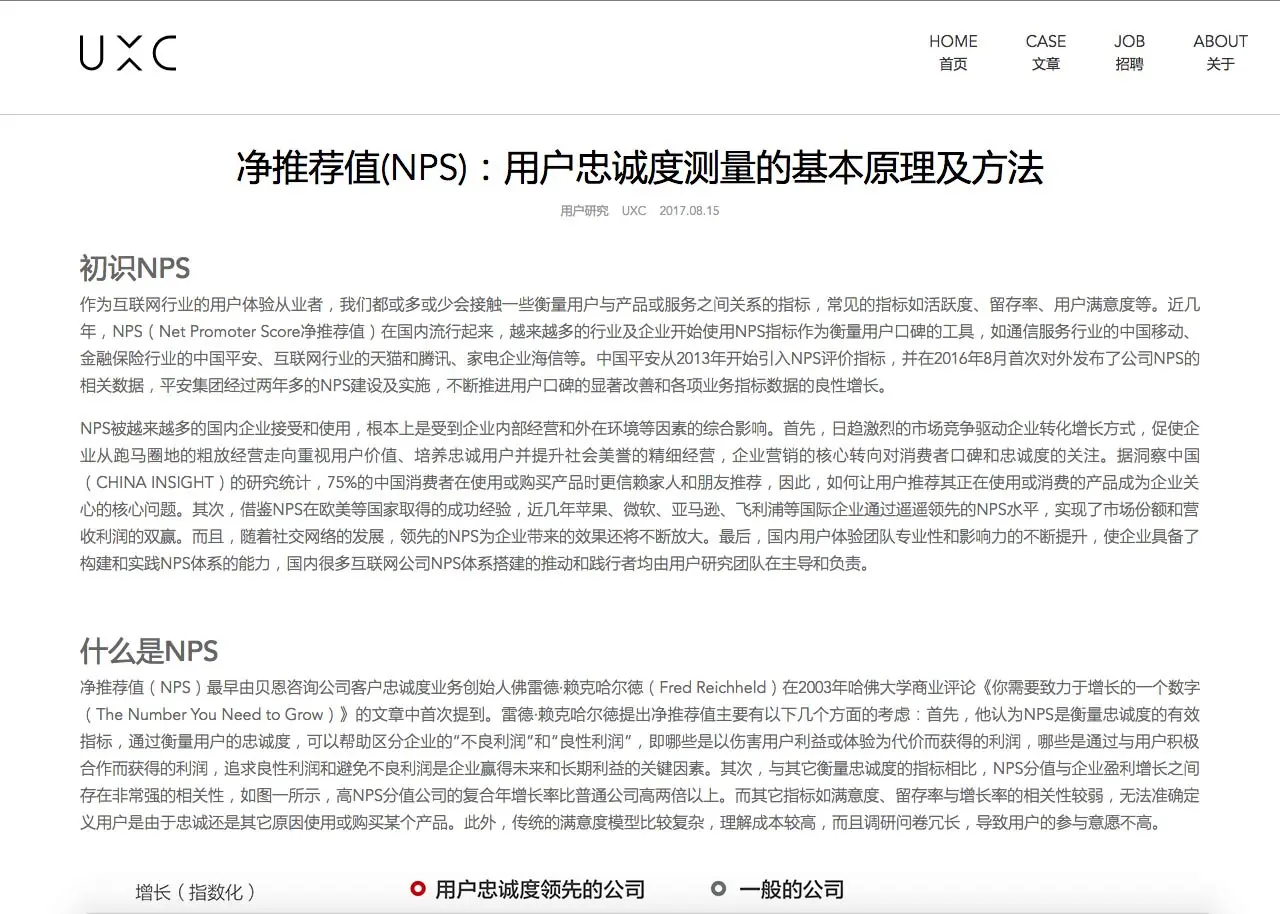 UXC
HOME CASE JOB ABOUT
首页 文章 招聘 关于
净推荐值(NPS)：用户忠诚度测量的基本原理及方法
用户研究 UXC 2017.08.15
初识NPS
作为互联网行业的用户体验从业者，我们都或多或少会接触一些衡量用户与产品或服务之间关系的指标，常见的指标如活跃度、留存率、用户满意度等。近几
年，NPS（Net Promoter Score净推荐值）在国内流行起来，越来越多的行业及企业开始使用NPS指标作为衡量用户口碑的工具，如通信服务行业的中国移动、
金融保险行业的中国平安、互联网行业的天猫和腾讯、家电企业海信等。中国平安从2013年开始引入NPS评价指标，并在2016年8月首次对外发布了公司NPS的
相关数据，平安集团经过两年多的NPS建设及实施，不断推进用户口碑的显著改善和各项业务指标数据的良性增长。
NPS被越来越多的国内企业接受和使用，根本上是受到企业内部经营和外在环境等因素的综合影响。首先，日趋激烈的市场竞争驱动企业转化增长方式，促使企
业从跑马圈地的粗放经营走向重视用户价值、培养忠诚用户并提升社会美誉的精细经营，企业营销的核心转向对消费者口碑和忠诚度的关注。据洞察中国
（CHINA INSIGHT）的研究统计，75%的中国消费者在使用或购买产品时更信赖家人和朋友推荐，因此，如何让用户推荐其正在使用或消费的产品成为企业关
心的核心问题。其次，借鉴NPS在欧美等国家取得的成功经验，近几年苹果、微软、亚马逊、飞利浦等国际企业通过遥遥领先的NPS水平，实现了市场份额和营
收利润的双赢。而且，随着社交网络的发展，领先的NPS为企业带来的效果还将不断放大。最后，国内用户体验团队专业性和影响力的不断提升，使企业具备了
构建和实践NPS体系的能力，国内很多互联网公司NPS体系搭建的推动和践行者均由用户研究团队在主导和负责。
什么是NPS
净推荐值（NPS）最早由贝恩咨询公司客户忠诚度业务创始人佛雷德·赖克哈尔徳（Fred Reichheld）在2003年哈佛大学商业评论《你需要致力于增长的一个数字
（The Number You Need to Grow）》的文章中首次提到。雷德·赖克哈尔徳提出净推荐值主要有以下几个方面的考虑：首先，他认为NPS是衡量忠诚度的有效
指标，通过衡量用户的忠诚度，可以帮助区分企业的“不良利润”和“良性利润”，即哪些是以伤害用户利益或体验为代价而获得的利润，哪些是通过与用户积极
合作而获得的利润，追求良性利润和避免不良利润是企业赢得未来和长期利益的关键因素。其次，与其它衡量忠诚度的指标相比，NPS分值与企业盈利增长之间
存在非常强的相关性，如图一所示，高NPS分值公司的复合年增长率比普通公司高两倍以上。而其它指标如满意度、留存率与增长率的相关性较弱，无法准确定
义用户是由于忠诚还是其它原因使用或购买某个产品。此外，传统的满意度模型比较复杂，理解成本较高，而且调研问卷冗长，导致用户的参与意愿不高。
增长（指数化） 用户忠诚度领先的公司 一般的公司